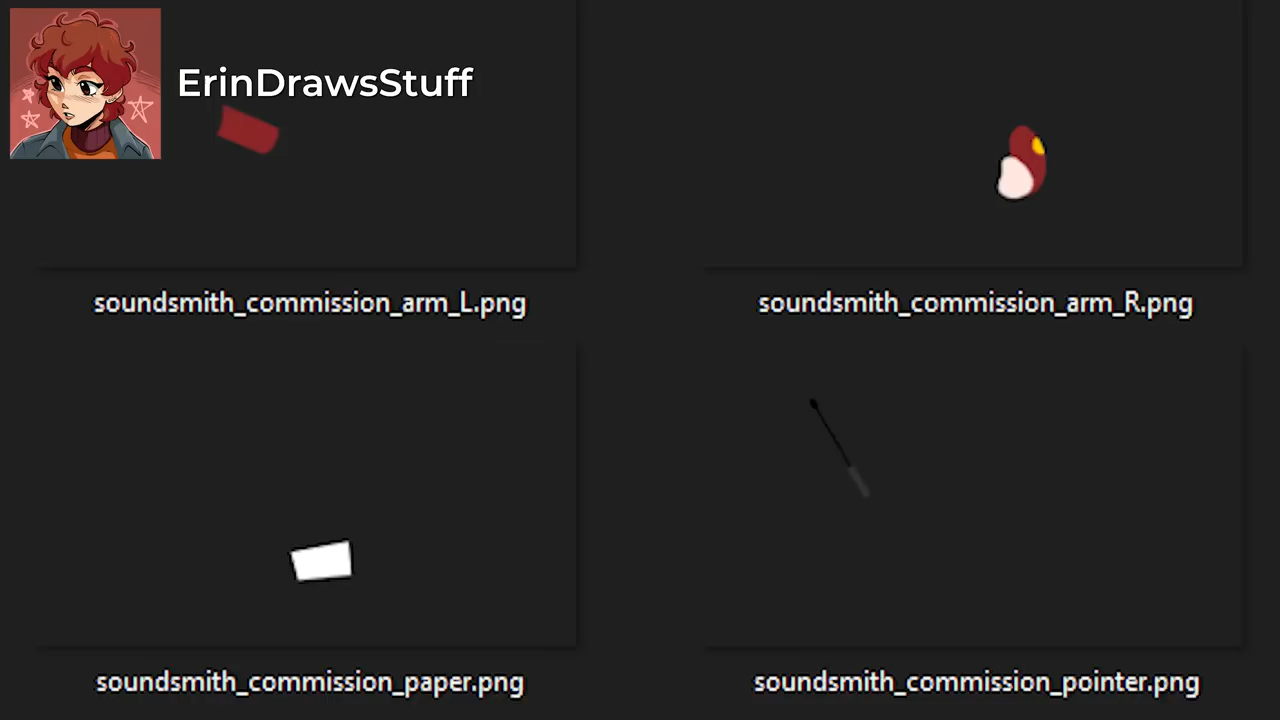 ErinDrawsStuff
soundsmith_commission_arm_L.png
soundsmith_commission_arm_R.png
soundsmith_commission_paper.png
soundsmith_commission_pointer.png